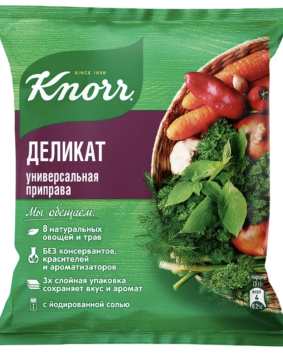 SINCE 1838
Knorr
ДЕЛИКАТ
универсальная
приправа
Мы обещаем:
8 натуральных
овощей и трав
БЕЗ консервантов,
красителей
и ароматизаторов
3х слойная упаковка
сохраняет вкус и аромат
с йодированной солью
4